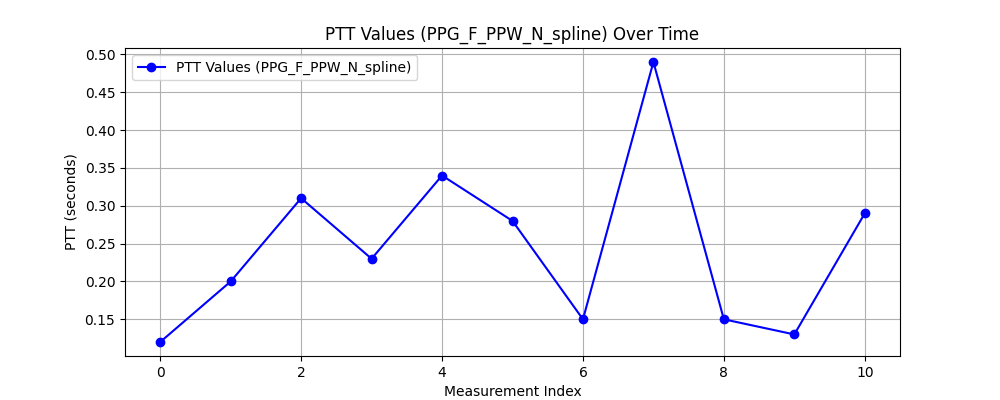 PTT Values (PPG_F_PPW_N_spline) Over Time
PTT Values (PPG_F_PPW_N_spline)
0.50
0.45
0.40
0.35
0.30
0.25
0.20
0.15
PTT (seconds)
0 2 4 6 8 10
Measurement Index